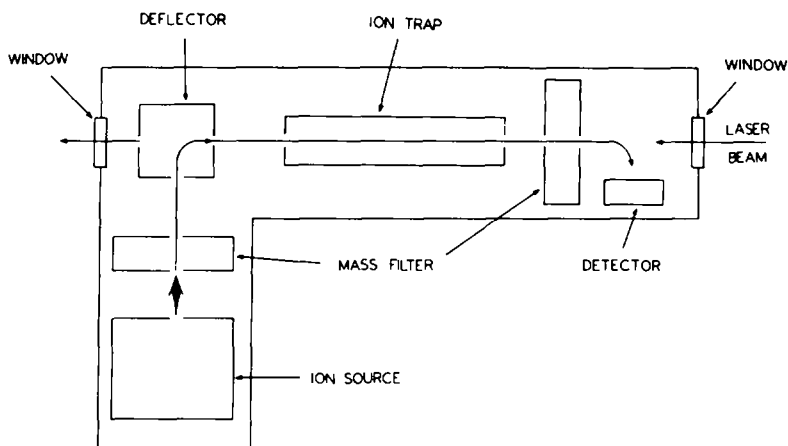 DEFLECTOR
ION TRAP
WINDOW
WINDOW
LASER
BEAM
MASS FILTER
DETECTOR
ION SOURCE